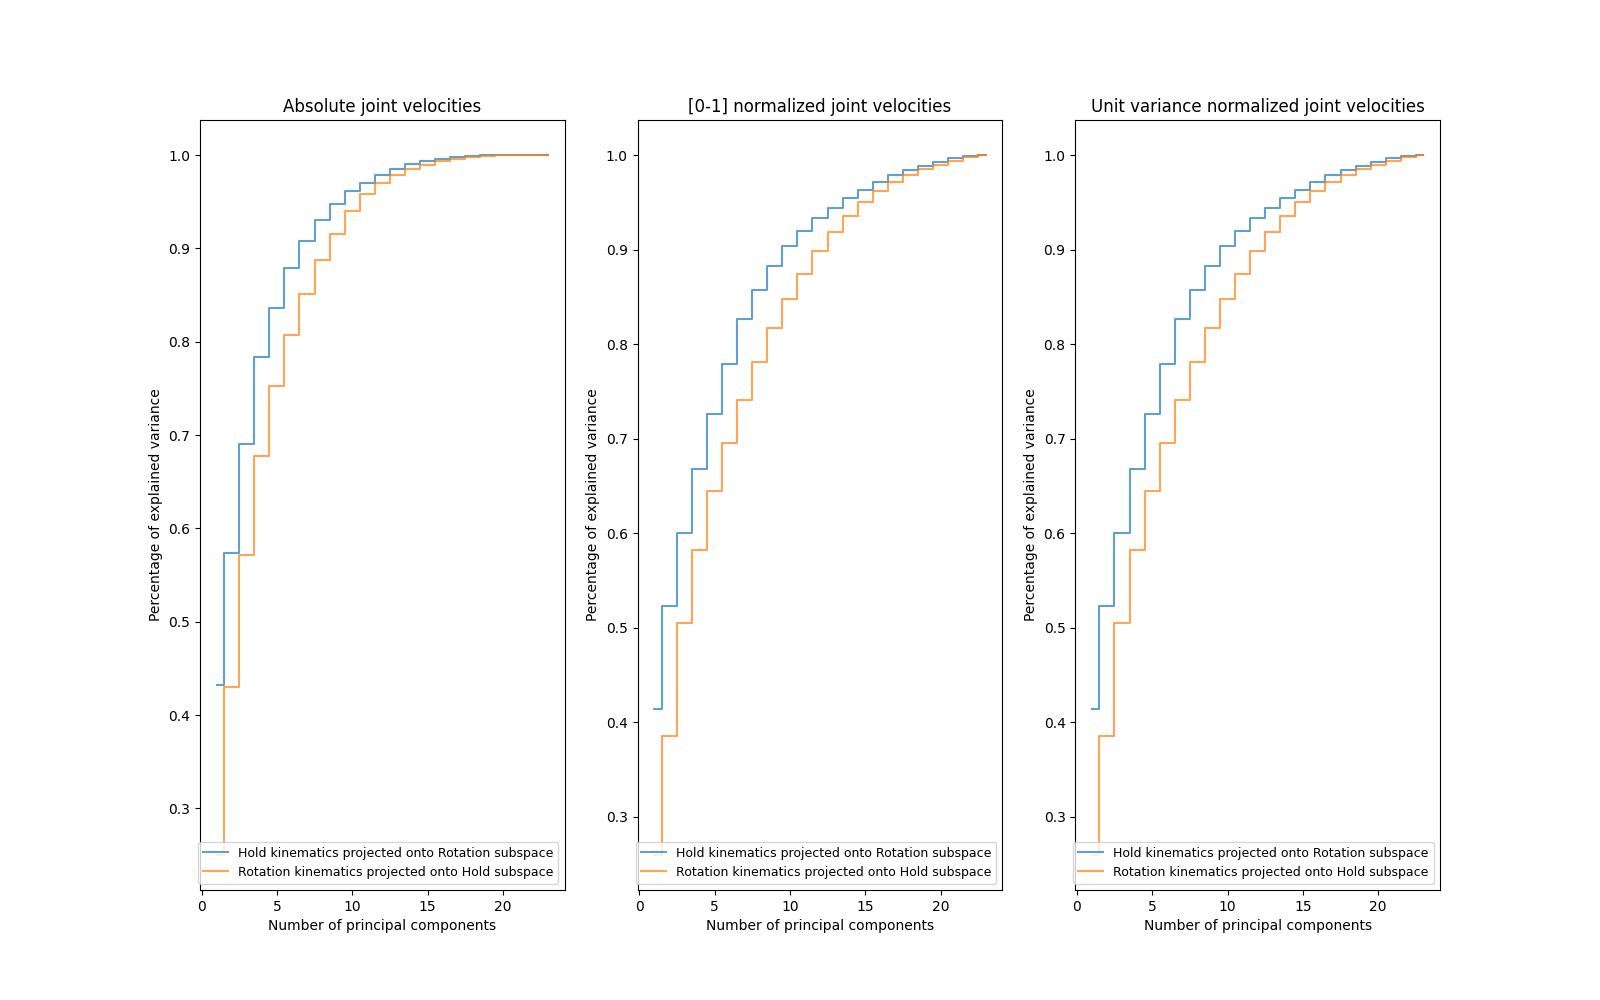 Absolute joint velocities
1.0
0.9
0.8
0.7
0.6
0.5
0.4
0.3
Percentage of explained variance
Hold kinematics projected onto Rotation subspace
Rotation kinematics projected onto Hold subspace
0 5 10 15 20
Number of principal components
[0-1] normalized joint velocities
1.0
0.9
0.8
0.7
0.6
0.5
0.4
0.3
Percentage of explained variance
Hold kinematics projected onto Rotation subspace
Rotation kinematics projected onto Hold subspace
0 5 10 15 20
Number of principal components
Unit variance normalized joint velocities
1.0
0.9
0.8
0.7
0.6
0.5
0.4
0.3
Percentage of explained variance
Hold kinematics projected onto Rotation subspace
Rotation kinematics projected onto Hold subspace
0 5 10 15 20
Number of principal components